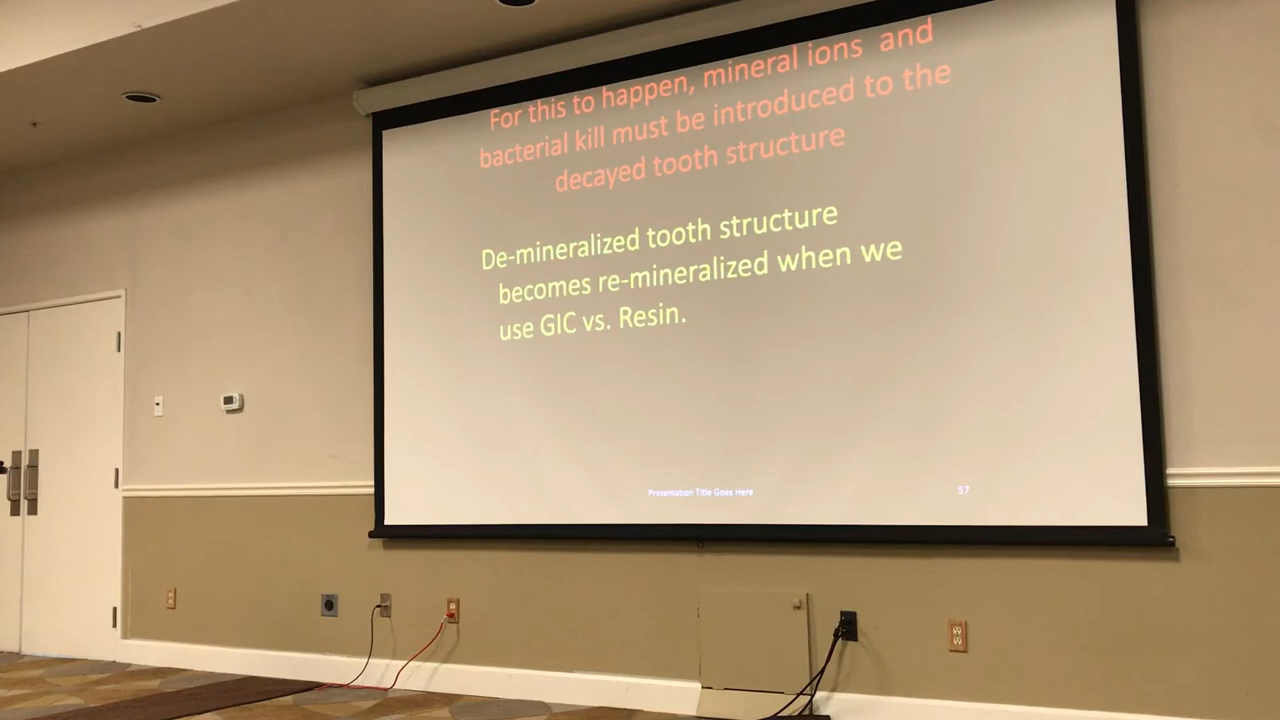 For this to happen, mineral ions and
bacterial kill must be introduced to the
decayed tooth structure
De-mineralized tooth structure
becomes re-mineralized when we
use GIC vs. Resin.
Presentation Title Goes Here
57